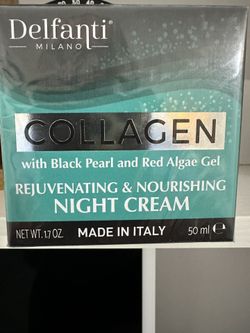 Delfanti®
MILANO
COLLAGEN
with Black Pearl and Red Algae Gel
REJUVENATING & NOURISHING
NIGHT CREAM
NET WT. 1.7 OZ. MADE IN ITALY 50 ml ℮